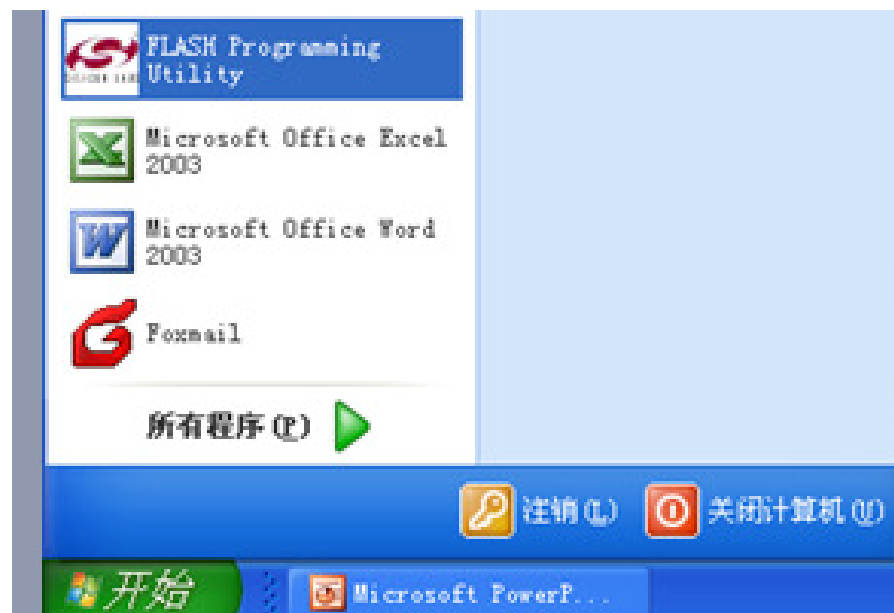 FLASH Programming
Utility
Microsoft Office Excel
2003
Microsoft Office Word
2003
Foxmail
所有程序(P)
注销(L)
关闭计算机(U)
开始
Microsoft PowerP...